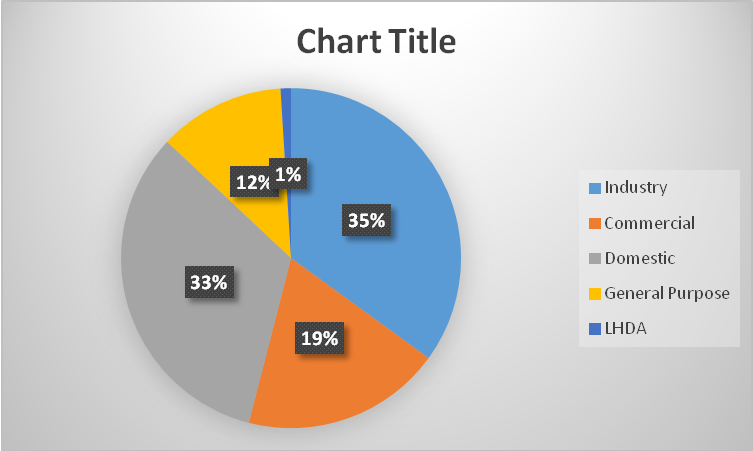 Chart Title
12%
1%
35%
33%
19%
Industry
Commercial
Domestic
General Purpose
LHDA